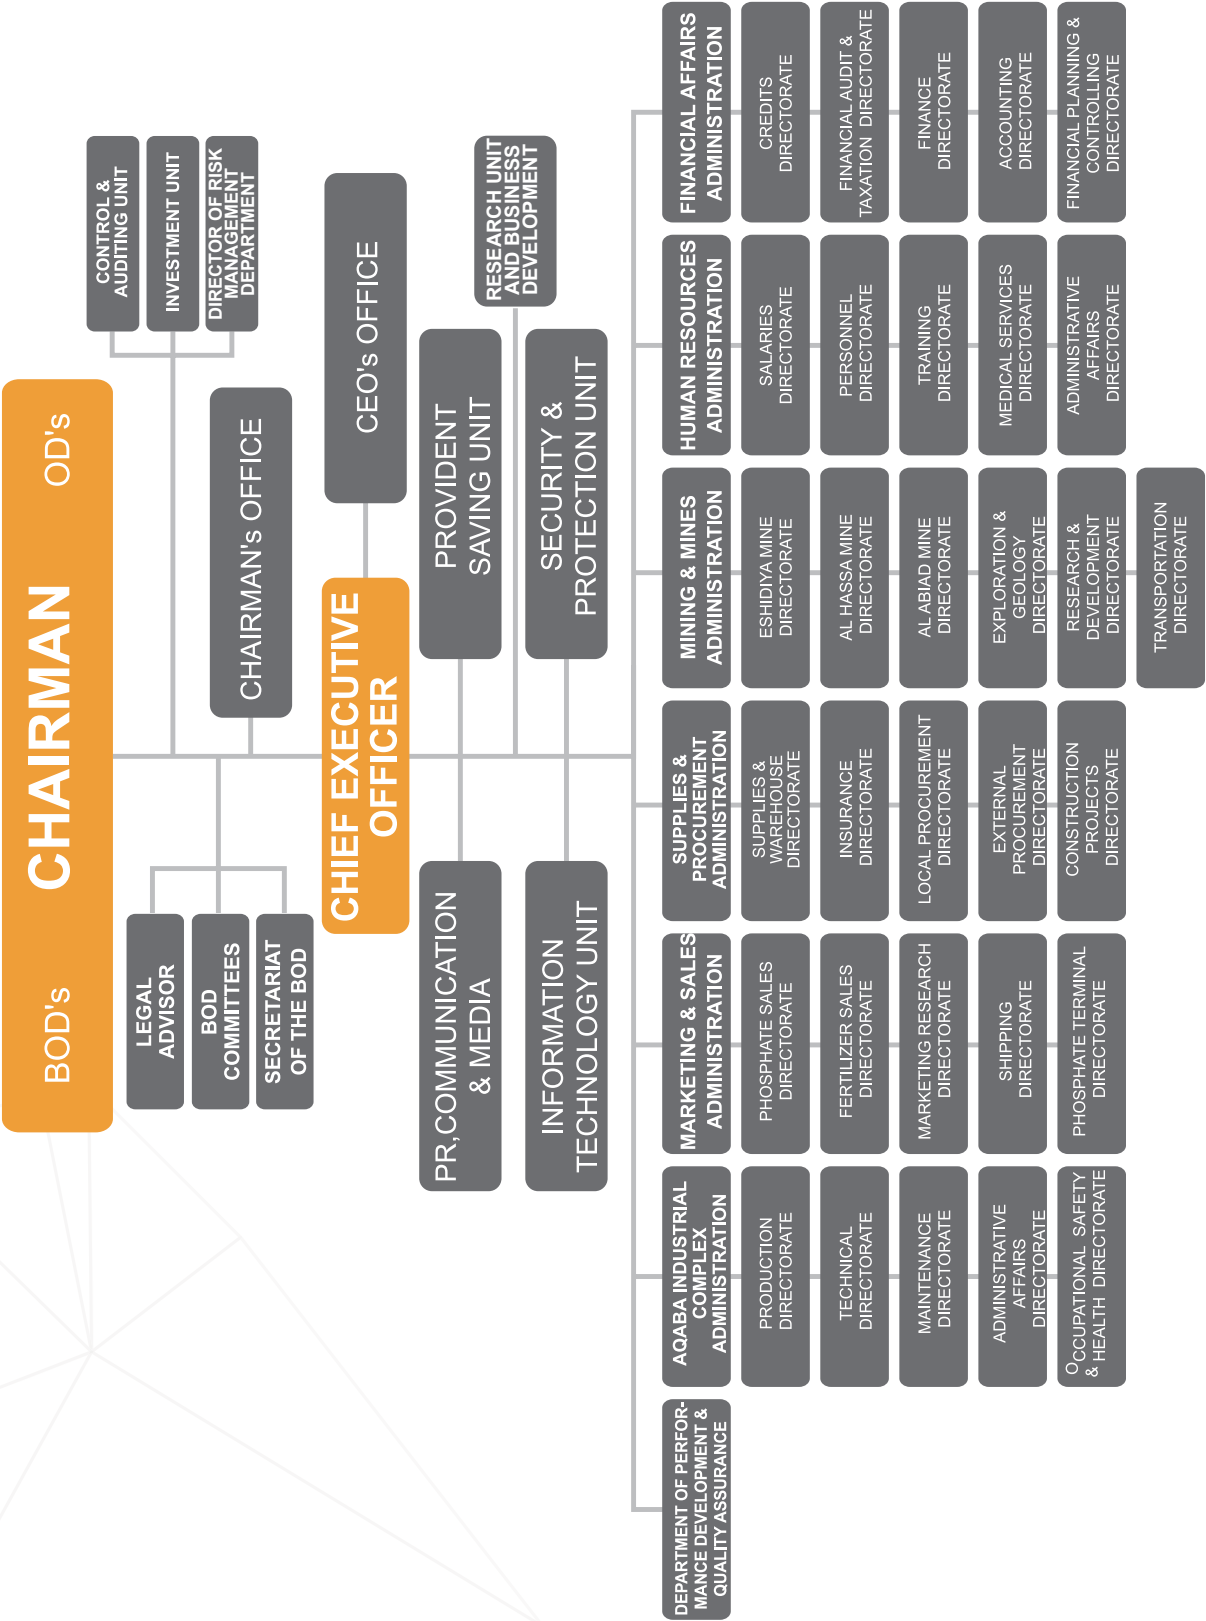 BOD's
CHAIRMAN
OD's
LEGAL
ADVISOR
BOD
COMMITTEES
SECRETARIAT
OF THE BOD
CONTROL &
AUDITING UNIT
INVESTMENT UNIT
DIRECTOR OF RISK
MANAGEMENT
DEPARTMENT
CHAIRMAN's OFFICE
CHIEF EXECUTIVE
OFFICER
CEO's OFFICE
PR,COMMUNICATION
& MEDIA
PROVIDENT
SAVING UNIT
RESEARCH UNIT
AND BUSINESS
DEVELOPMENT
INFORMATION
TECHNOLOGY UNIT
SECURITY &
PROTECTION UNIT
DEPARTMENT OF PERFOR-
MANCE DEVELOPMENT &
QUALITY ASSURANCE
AQABA INDUSTRIAL
COMPLEX
ADMINISTRATION
PRODUCTION
DIRECTORATE
TECHNICAL
DIRECTORATE
MAINTENANCE
DIRECTORATE
ADMINISTRATIVE
AFFAIRS
DIRECTORATE
OCCUPATIONAL SAFETY
& HEALTH DIRECTORATE
MARKETING & SALES
ADMINISTRATION
PHOSPHATE SALES
DIRECTORATE
FERTILIZER SALES
DIRECTORATE
MARKETING RESEARCH
DIRECTORATE
SHIPPING
DIRECTORATE
PHOSPHATE TERMINAL
DIRECTORATE
SUPPLIES &
PROCUREMENT
ADMINISTRATION
SUPPLIES &
WAREHOUSE
DIRECTORATE
INSURANCE
DIRECTORATE
LOCAL PROCUREMENT
DIRECTORATE
EXTERNAL
PROCUREMENT
DIRECTORATE
CONSTRUCTION
PROJECTS
DIRECTORATE
MINING & MINES
ADMINISTRATION
ESHIDIYA MINE
DIRECTORATE
AL HASSA MINE
DIRECTORATE
AL ABIAD MINE
DIRECTORATE
EXPLORATION &
GEOLOGY
DIRECTORATE
RESEARCH &
DEVELOPMENT
DIRECTORATE
TRANSPORTATION
DIRECTORATE
HUMAN RESOURCES
ADMINISTRATION
SALARIES
DIRECTORATE
PERSONNEL
DIRECTORATE
TRAINING
DIRECTORATE
MEDICAL SERVICES
DIRECTORATE
ADMINISTRATIVE
AFFAIRS
DIRECTORATE
FINANCIAL AFFAIRS
ADMINISTRATION
CREDITS
DIRECTORATE
FINANCIAL AUDIT &
TAXATION DIRECTORATE
FINANCE
DIRECTORATE
ACCOUNTING
DIRECTORATE
FINANCIAL PLANNING &
CONTROLLING
DIRECTORATE